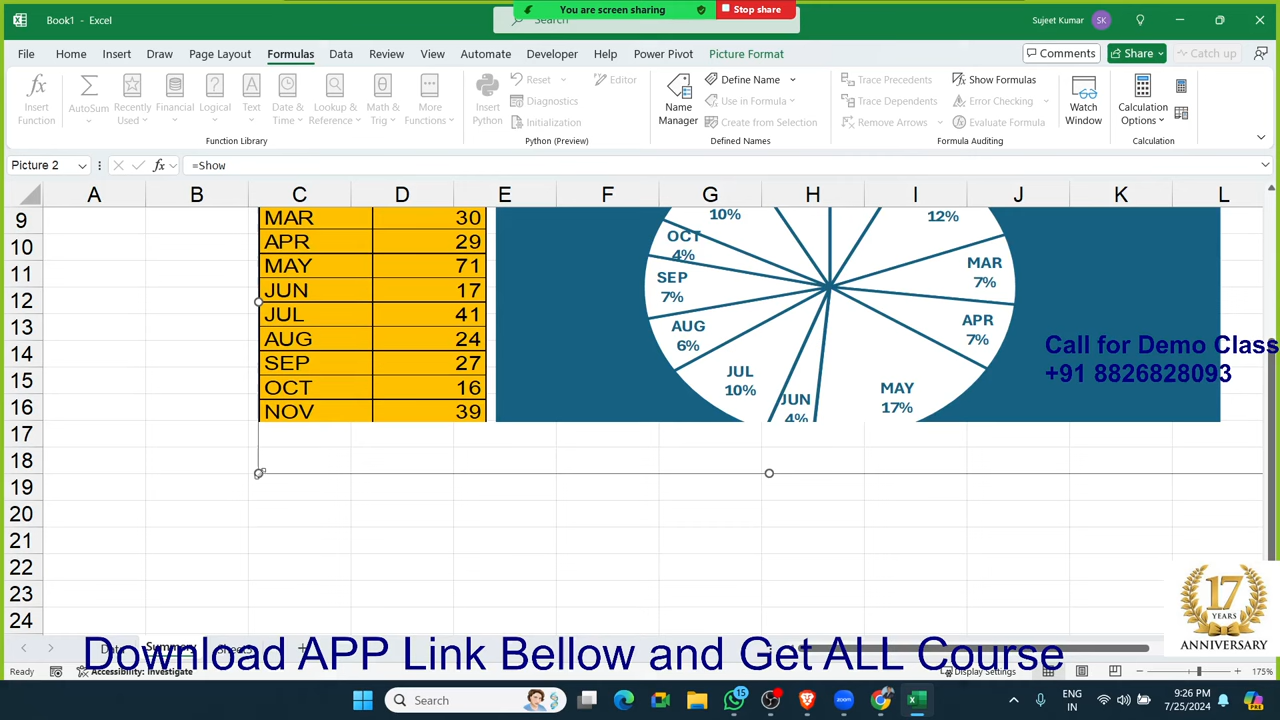 Book1 - Excel
You are screen sharing
Stop share
Search
Sujeet Kumar
SK
File Home Insert Draw Page Layout Formulas Data Review View Automate Developer Help Power Pivot Picture Format
Comments Share Catch up
Insert Function
AutoSum
Recently Used
Financial
Logical
Text
Date & Time
Lookup & Reference
Math & Trig
More Functions
Function Library
Insert Python
Reset
Diagnostics
Initialization
Editor
Python (Preview)
Name Manager
Define Name
Use in Formula
Create from Selection
Defined Names
Trace Precedents
Trace Dependents
Remove Arrows
Show Formulas
Error Checking
Evaluate Formula
Formula Auditing
Watch Window
Calculation Options
Calculation
Picture 2
fx
=Show
A B C D E F G H I J K L
9 MAR 30
10 APR 29
11 MAY 71
12 JUN 17
13 JUL 41
14 AUG 24
15 SEP 27
16 OCT 16
17 NOV 39
18
19
20
21
22
23
24
10%
12%
OCT
4%
MAR
7%
SEP
7%
APR
7%
AUG
6%
JUL
10%
JUN
4%
MAY
17%
Call for Demo Class
+91 8826828093
17
YEARS
ANNIVERSARY
Summary
Download APP Link Bellow and Get ALL Course
Ready
Accessibility: Investigate
Display Settings
175%
Search
15
zoom
ENG
IN
9:26 PM
7/25/2024